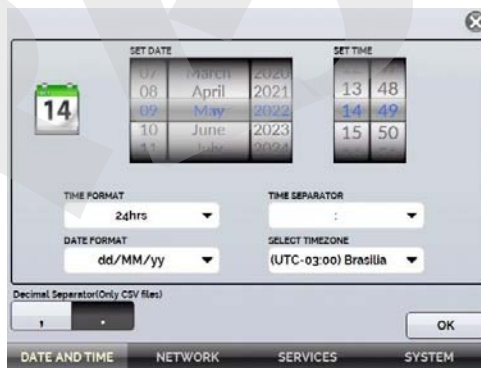 SET DATE
SET TIME
07 March 2020
08 April 2021
13 48
14
09 May 2022
14 49
10 June 2023
15 50
11 July 2024
TIME FORMAT
TIME SEPARATOR
24hrs
:
DATE FORMAT
SELECT TIMEZONE
dd/MM/yy
(UTC-03:00) Brasilia
Decimal Separator(Only CSV files)
, .
OK
DATE AND TIME NETWORK SERVICES SYSTEM